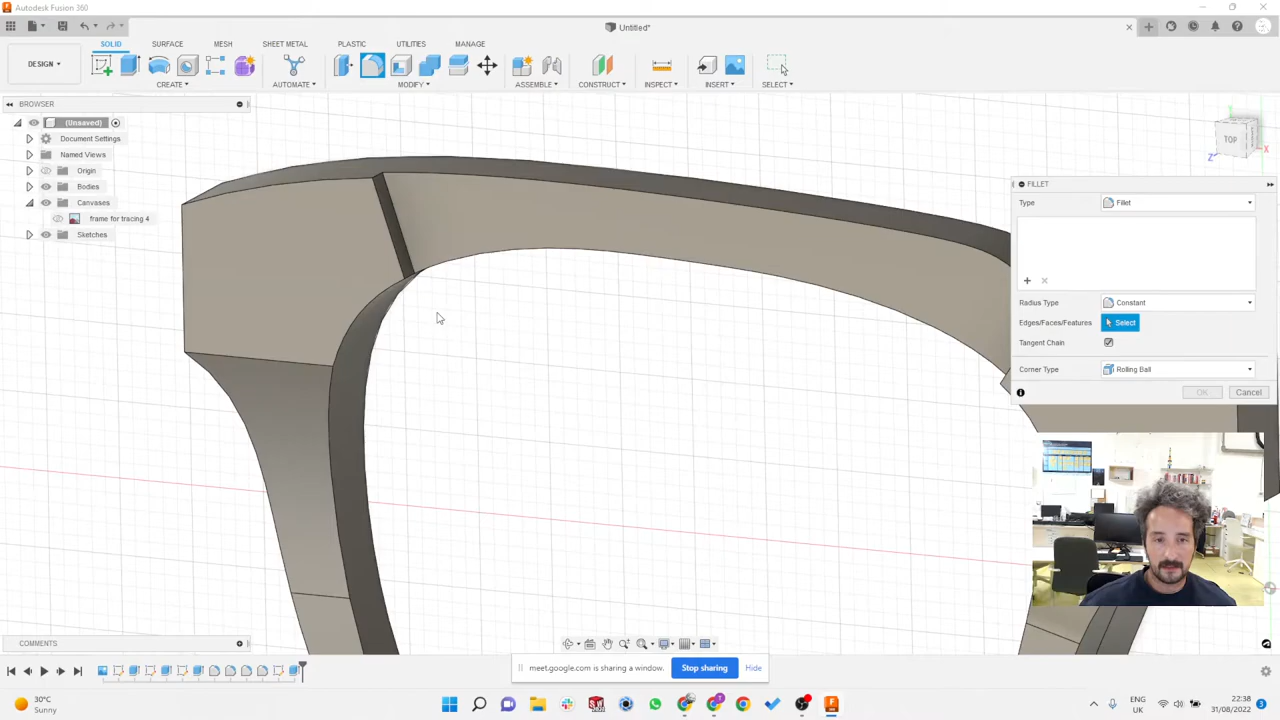 Autodesk Fusion 360
Untitled*
DESIGN
SOLID SURFACE MESH SHEET METAL PLASTIC UTILITIES MANAGE
CREATE AUTOMATE MODIFY ASSEMBLE CONSTRUCT INSPECT INSERT SELECT
BROWSER
(Unsaved)
Document Settings
Named Views
Origin
Bodies
Canvases
frame for tracing 4
Sketches
TOP
Z
X
FILLET
Type Fillet
Radius Type Constant
Edges/Faces/Features Select
Tangent Chain
Corner Type Rolling Ball
OK Cancel
COMMENTS
meet.google.com is sharing a window. Stop sharing Hide
30°C
Sunny
ENG
UK
22:38
31/08/2022
3